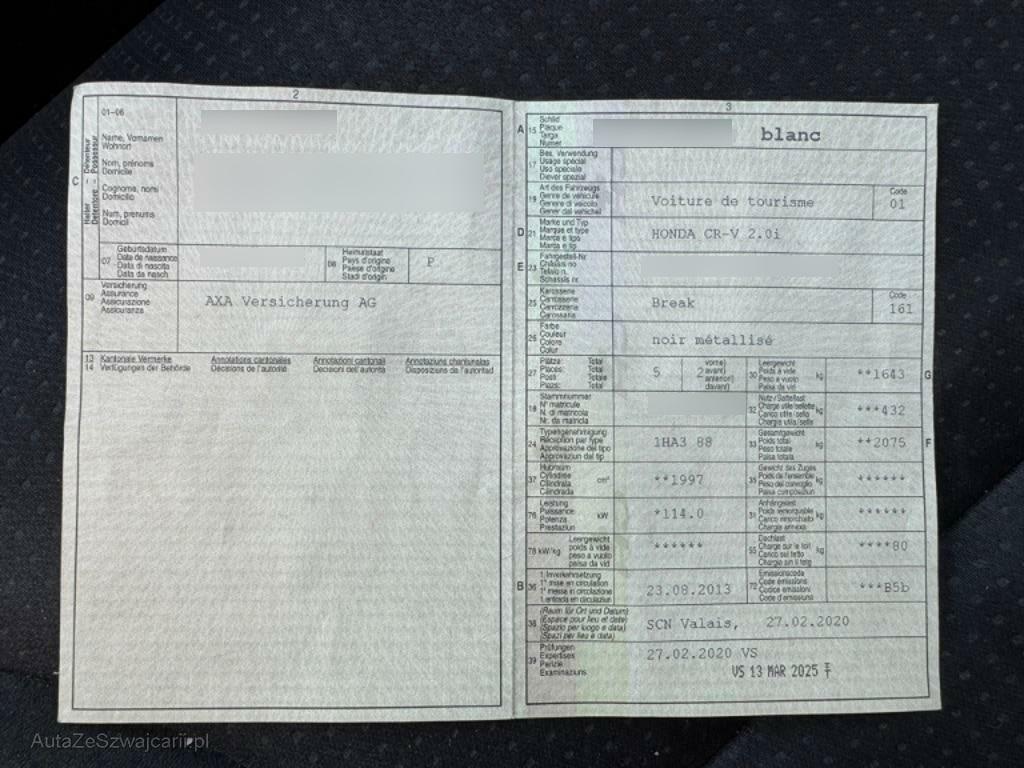 2
01-06
Name, Vornamen
Wohnort
Nom, prénoms
Domicile
Cognome, nomi
Domicilio
Num, prenums
Domicil
C
Halter – Détenteur
Detentore – Possessur
07
Geburtsdatum
Date de naissance
Data di nascita
Data da nasch
08
Heimatstaat
Pays d'origine
Paese d'origine
Stadi d'origin
P
09
Versicherung
Assurance
Assicurazione
Assicuranza
AXA Versicherung AG
13 Kantonale Vermerke Annotations cantonales Annotazioni cantonali Annotaziuns chantunalas
14 Verfügungen der Behörde Décisions de l'autorité Decisioni dell'autorità Disposiziuns da l'autoritad
3
A 15
Schild
Plaque
Targa
Numer
blanc
17
Bes. Verwendung
Usage spécial
Uso speciale
Diever spezial
19
Art des Fahrzeugs
Genre de véhicule
Genere di veicolo
Gener dal vehichel
Voiture de tourisme
Code
01
D 21
Marke und Typ
Marque et type
Marca e tipo
Marca e tip
HONDA CR-V 2.0i
E 23
Fahrgestell-Nr.
Châssis no
Telaio n.
Schassis nr.
25
Karosserie
Carrosserie
Carrozzeria
Carossaria
Break
Code
161
26
Farbe
Couleur
Colore
Colur
noir métallisé
27
Plätze: Total
Places: Total
Posti: Totale
Plazs: Total
5
2
vorne)
avant)
anteriori)
davant)
30
Leergewicht
Poids à vide
Peso a vuoto
Paisa da vid
kg
**1643
G
18
Stammnummer
N° matricule
N. di matricola
Nr. da matricla
32
Nutz-/Sattellast
Charge utile/sellette
Carico utile/sella
Chargia utila/sella
kg
***432
24
Typengenehmigung
Réception par type
Approvazione del tipo
Approvaziun dal tip
1HA3 88
33
Gesamtgewicht
Poids total
Peso totale
Paisa totala
kg
**2075
F
37
Hubraum
Cylindrée
Cilindrata
Cilindrada
cm³
**1997
35
Gewicht des Zuges
Poids de l'ensemble
Peso del convoglio
Paisa cumposiziun
kg
******
76
Leistung
Puissance
Potenza
Prestaziun
kW
*114.0
31
Anhängelast
Poids remorquable
Carico rimorchiato
Chargia annexa
kg
******
78 kW/kg
Leergewicht
poids à vide
peso a vuoto
paisa da vid
******
55
Dachlast
Charge sur le toit
Carico sul tetto
Chargia sin il tetg
kg
****80
B 36
1. Inverkehrsetzung
1re mise en circulation
1a messa in circolazione
1. entrada en circulaziun
23.08.2013
72
Emissionscode
Code émissions
Codice emissioni
Code d'emissiuns
***B5b
38
(Raum für Ort und Datum)
(Espace pour lieu et date)
(Spazio per luogo e data)
(Spazi per lieu e data)
SCN Valais, 27.02.2020
39
Prüfungen
Expertises
Perizie
Examinaziuns
27.02.2020 VS
VS 13 MAR 2025
AutaZeSzwajcarii.pl